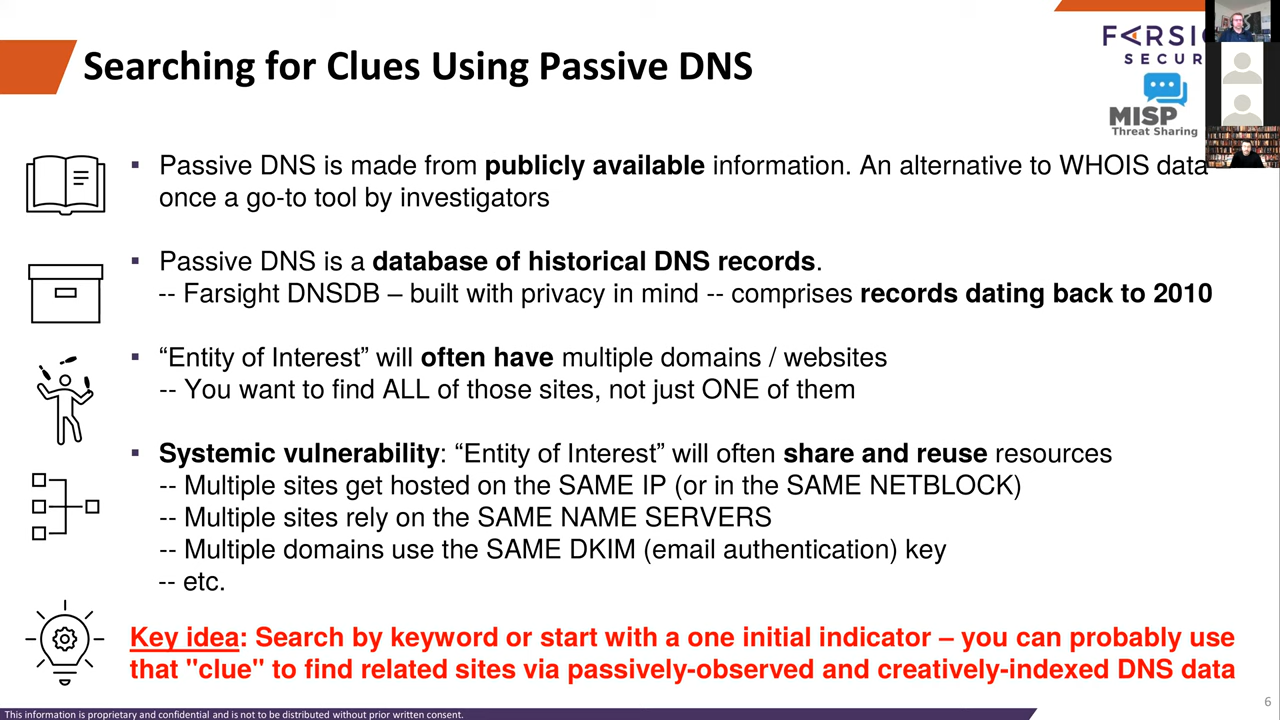 Searching for Clues Using Passive DNS
SECUR
MISP
Threat Sharing
▪ Passive DNS is made from publicly available information. An alternative to WHOIS data
once a go-to tool by investigators
▪ Passive DNS is a database of historical DNS records.
-- Farsight DNSDB – built with privacy in mind -- comprises records dating back to 2010
▪ “Entity of Interest” will often have multiple domains / websites
-- You want to find ALL of those sites, not just ONE of them
▪ Systemic vulnerability: “Entity of Interest” will often share and reuse resources
-- Multiple sites get hosted on the SAME IP (or in the SAME NETBLOCK)
-- Multiple sites rely on the SAME NAME SERVERS
-- Multiple domains use the SAME DKIM (email authentication) key
-- etc.
Key idea: Search by keyword or start with a one initial indicator – you can probably use
that "clue" to find related sites via passively-observed and creatively-indexed DNS data
6
This information is proprietary and confidential and is not to be distributed without prior written consent.